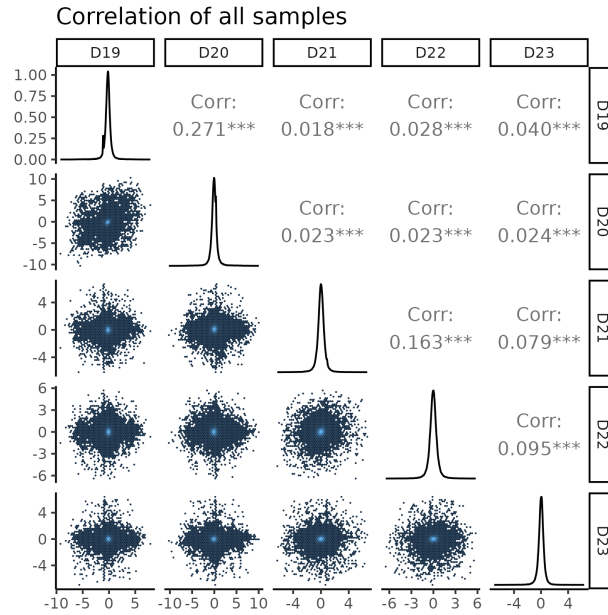 Correlation of all samples
D19 D20 D21 D22 D23
1.00
0.75
0.50
0.25
0.00
Corr:
0.271***
Corr:
0.018***
Corr:
0.028***
Corr:
0.040***
D19
10
5
0
-5
-10
Corr:
0.023***
Corr:
0.023***
Corr:
0.024***
D20
4
0
-4
Corr:
0.163***
Corr:
0.079***
D21
6
3
0
-3
-6
Corr:
0.095***
D22
4
0
-4
D23
-10 -5 0 5
-10 -5 0 5 10
-4 0 4
-6 -3 0 3 6
-4 0 4